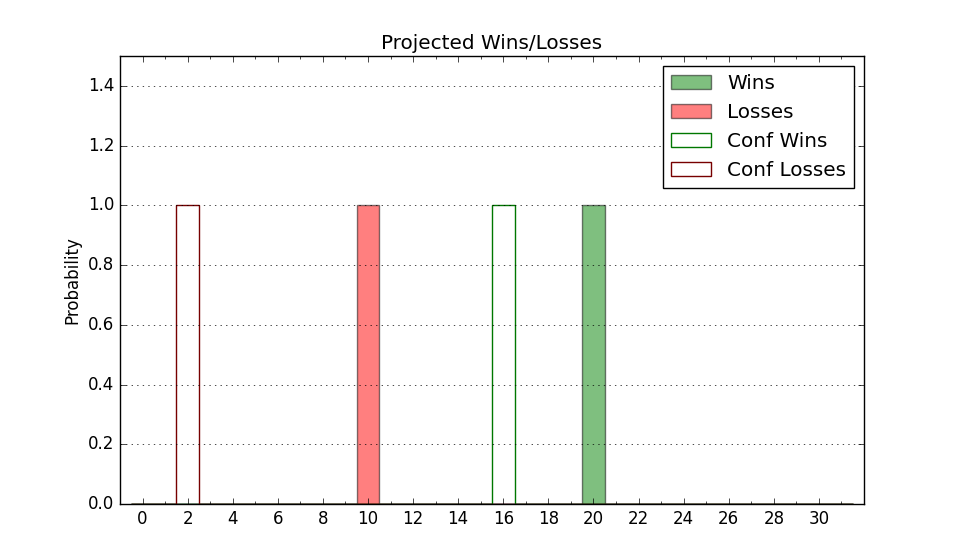 Projected Wins/Losses
Wins
Losses
Conf Wins
Conf Losses
Probability
1.4
1.2
1.0
0.8
0.6
0.4
0.2
0.0
0 2 4 6 8 10 12 14 16 18 20 22 24 26 28 30